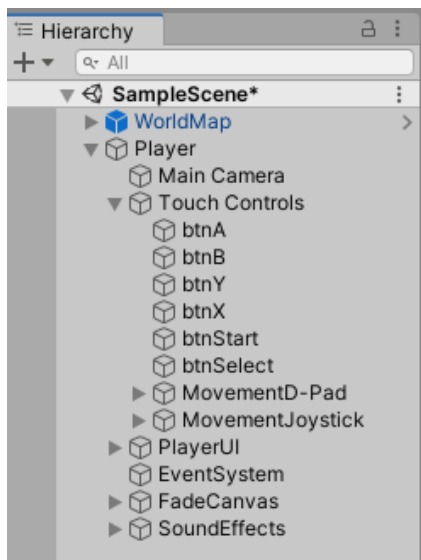 Hierarchy
All
SampleScene*
WorldMap
Player
Main Camera
Touch Controls
btnA
btnB
btnY
btnX
btnStart
btnSelect
MovementD-Pad
MovementJoystick
PlayerUI
EventSystem
FadeCanvas
SoundEffects